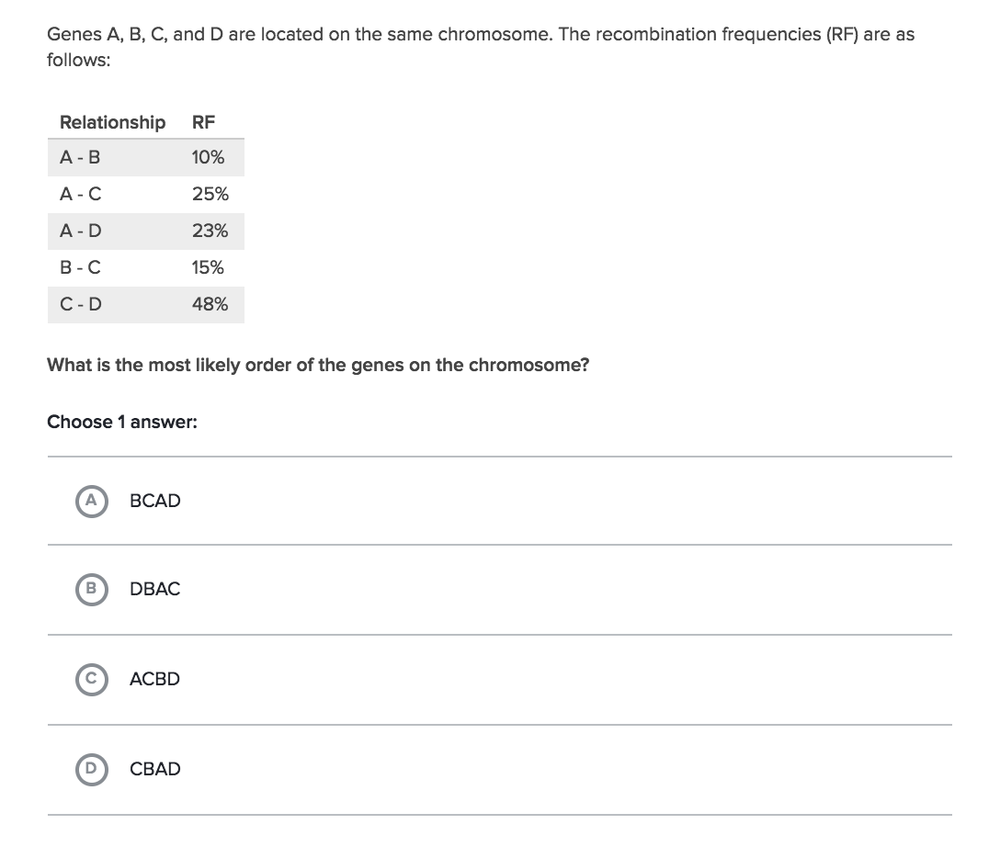 Genes A, B, C, and D are located on the same chromosome. The recombination frequencies (RF) are as
follows:
Relationship RF
A - B 10%
A - C 25%
A - D 23%
B - C 15%
C - D 48%
What is the most likely order of the genes on the chromosome?
Choose 1 answer:
A BCAD
B DBAC
C ACBD
D CBAD